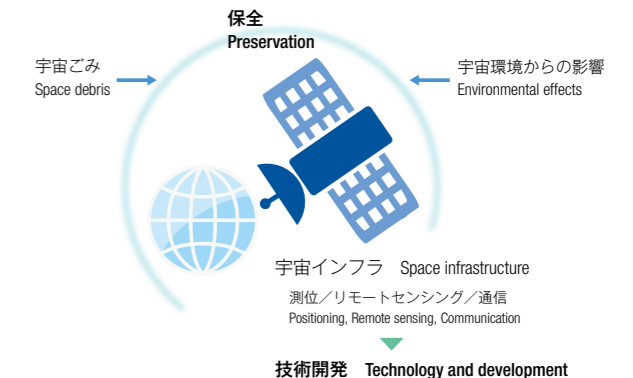 保全
Preservation
宇宙ごみ
Space debris
宇宙環境からの影響
Environmental effects
宇宙インフラ Space infrastructure
測位／リモートセンシング／通信
Positioning, Remote sensing, Communication
技術開発 Technology and development